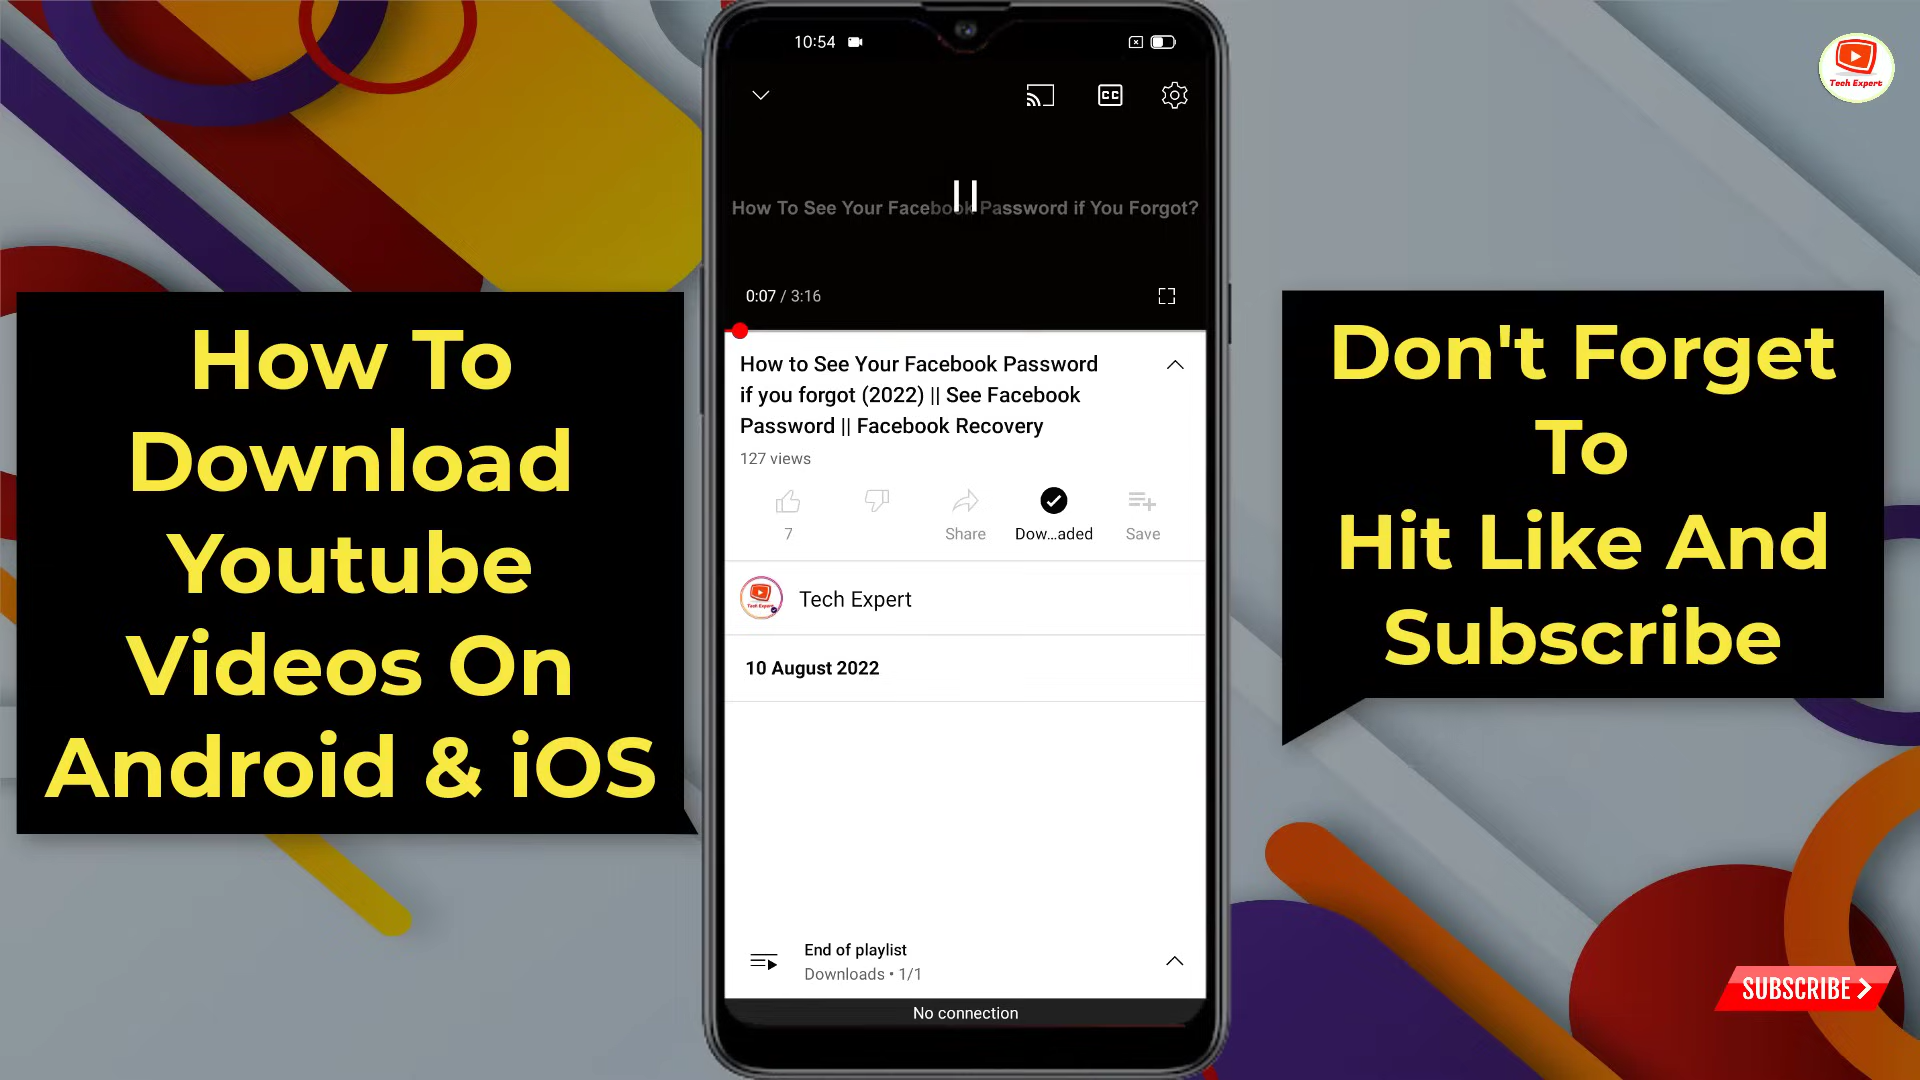 How To
Download
Youtube
Videos On
Android & iOS
10:54
CC
How To See Your Facebook Password if You Forgot?
0:07 / 3:16
How to See Your Facebook Password
if you forgot (2022) || See Facebook
Password || Facebook Recovery
127 views
7
Share
Dow...aded
Save
Tech Expert
Tech Expert
10 August 2022
End of playlist
Downloads • 1/1
No connection
Tech Expert
Don't Forget
To
Hit Like And
Subscribe
SUBSCRIBE